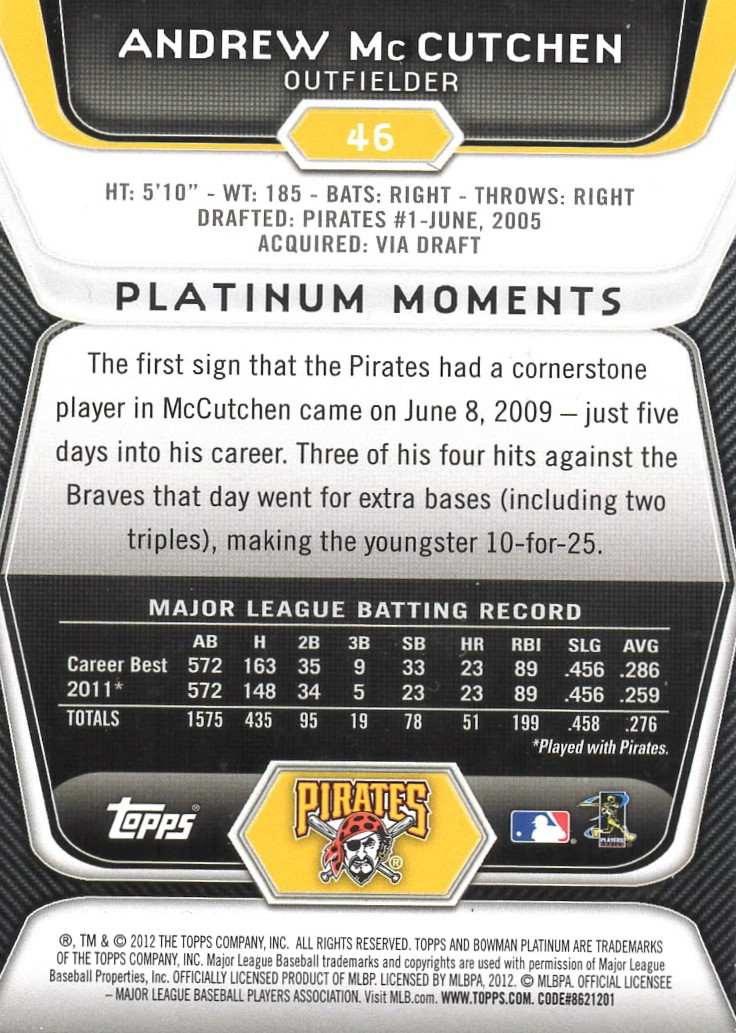 ANDREW McCUTCHEN
OUTFIELDER
46
HT: 5'10" - WT: 185 - BATS: RIGHT - THROWS: RIGHT
DRAFTED: PIRATES #1-JUNE, 2005
ACQUIRED: VIA DRAFT
PLATINUM MOMENTS
The first sign that the Pirates had a cornerstone
player in McCutchen came on June 8, 2009 – just five
days into his career. Three of his four hits against the
Braves that day went for extra bases (including two
triples), making the youngster 10-for-25.
MAJOR LEAGUE BATTING RECORD
AB H 2B 3B SB HR RBI SLG AVG
Career Best 572 163 35 9 33 23 89 .456 .286
2011* 572 148 34 5 23 23 89 .456 .259
TOTALS 1575 435 95 19 78 51 199 .458 .276
*Played with Pirates.
Topps®
PIRATES
®
®, TM & © 2012 THE TOPPS COMPANY, INC. ALL RIGHTS RESERVED. TOPPS AND BOWMAN PLATINUM ARE TRADEMARKS
OF THE TOPPS COMPANY, INC. Major League Baseball trademarks and copyrights are used with permission of Major League
Baseball Properties, Inc. OFFICIALLY LICENSED PRODUCT OF MLBP. LICENSED BY MLBPA, 2012. © MLBPA. OFFICIAL LICENSEE
– MAJOR LEAGUE BASEBALL PLAYERS ASSOCIATION. Visit MLB.com. WWW.TOPPS.COM. CODE#8621201